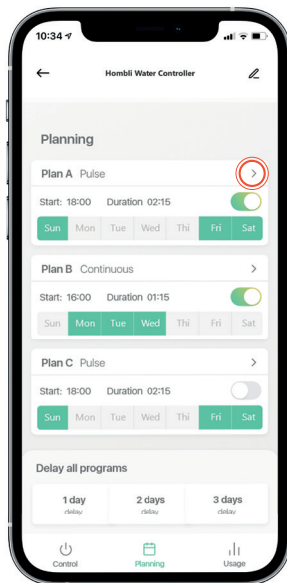 10:34
Hombli Water Controller
Planning
Plan A Pulse
Start: 18:00 Duration 02:15
Sun Mon Tue Wed Thi Fri Sat
Plan B Continuous
Start: 16:00 Duration 01:15
Sun Mon Tue Wed Thi Fri Sat
Plan C Pulse
Start: 18:00 Duration 02:15
Sun Mon Tue Wed Thi Fri Sat
Delay all programs
1 day 2 days 3 days
delay delay delay
Control Planning Usage